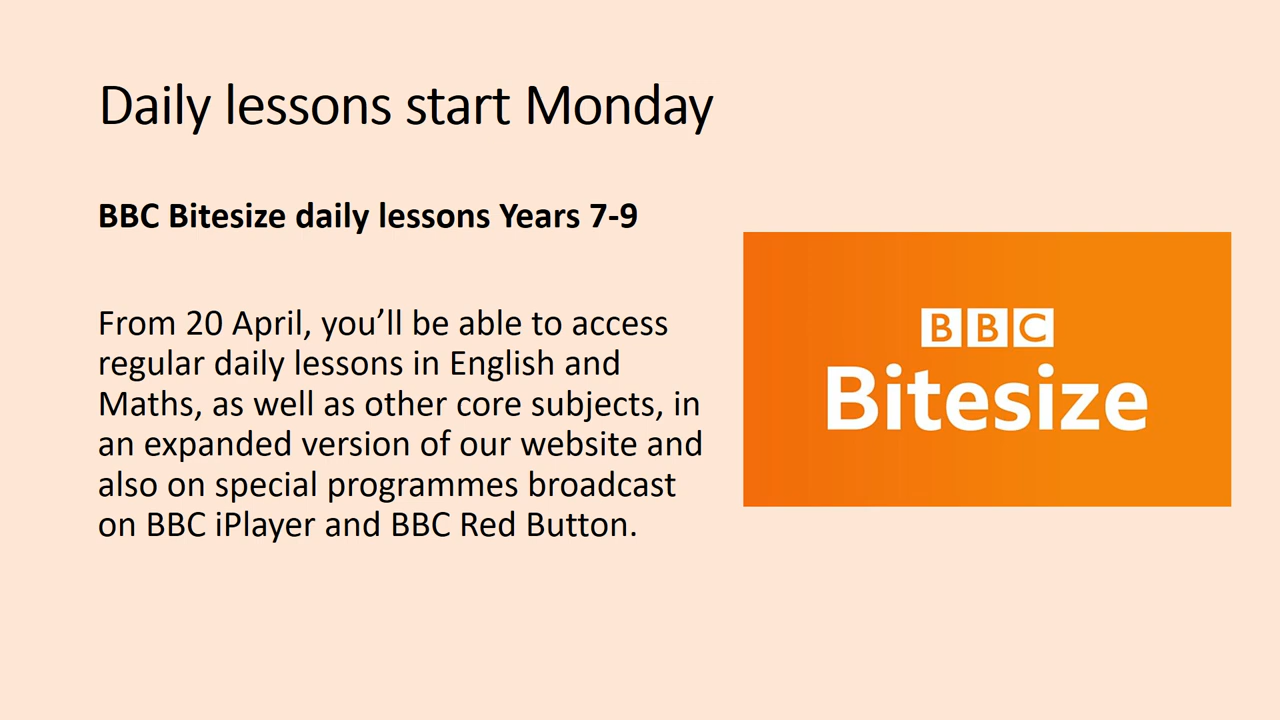 Daily lessons start Monday
BBC Bitesize daily lessons Years 7-9
From 20 April, you’ll be able to access
regular daily lessons in English and
Maths, as well as other core subjects, in
an expanded version of our website and
also on special programmes broadcast
on BBC iPlayer and BBC Red Button.
BBC
Bitesize